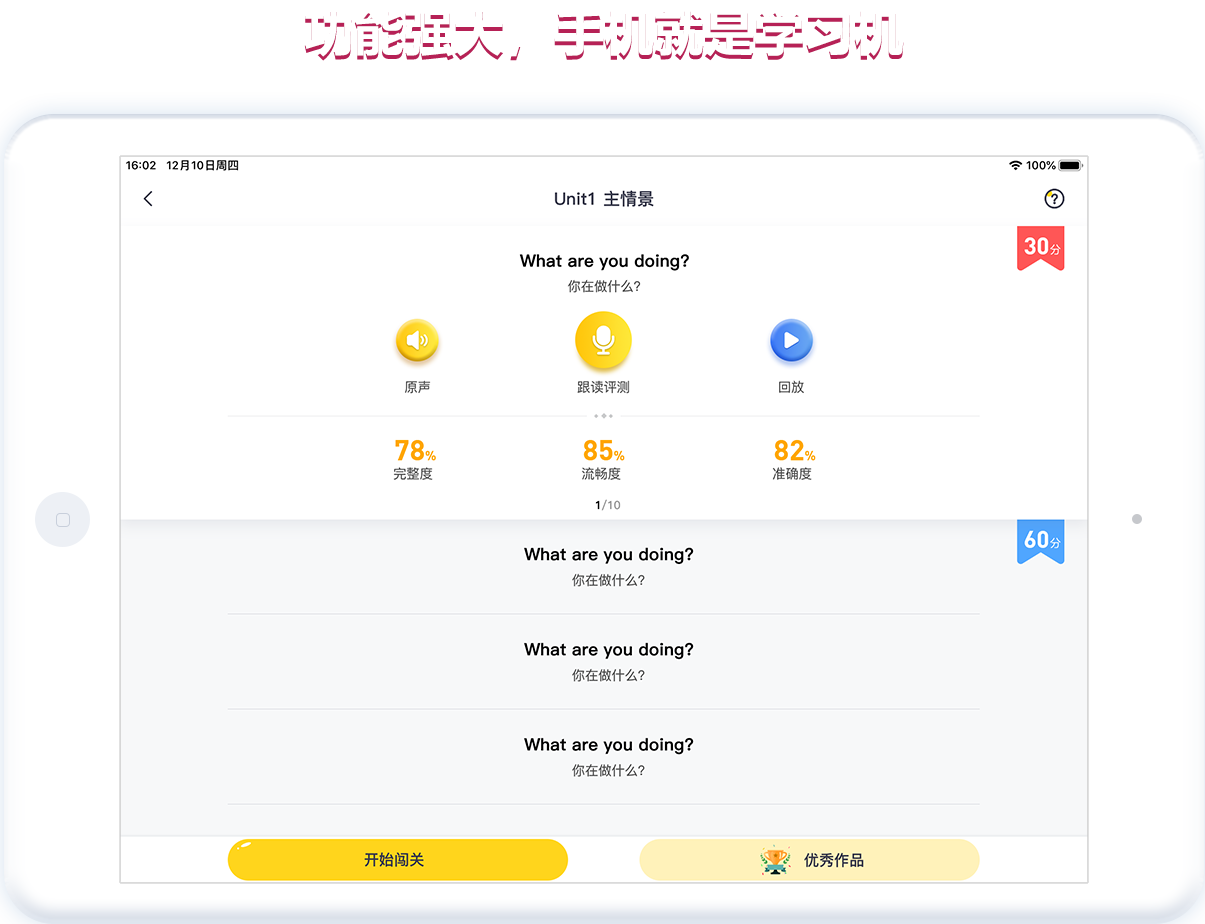 功能强大，手机就是学习机
16:02 12月10日周四 100%
Unit1 主情景
30分
What are you doing?
你在做什么?
原声 跟读评测 回放
78% 85% 82%
完整度 流畅度 准确度
1/10
60分
What are you doing?
你在做什么?
What are you doing?
你在做什么?
What are you doing?
你在做什么?
开始闯关 优秀作品